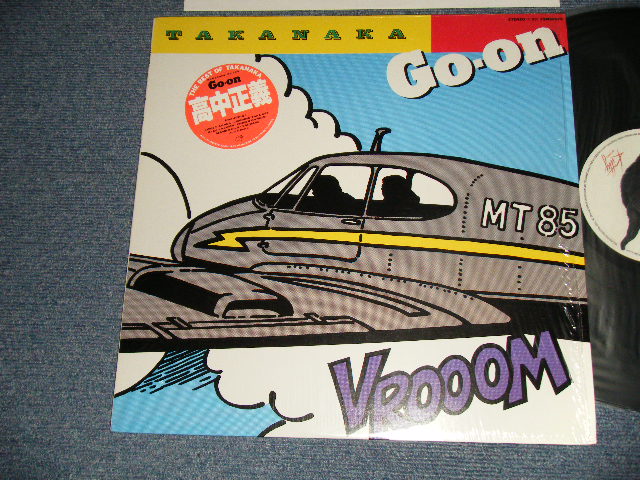 TAKANAKA
Go-on
THE BEST OF TAKANAKA
Go-on
高中正義
MT 85
VROOOM